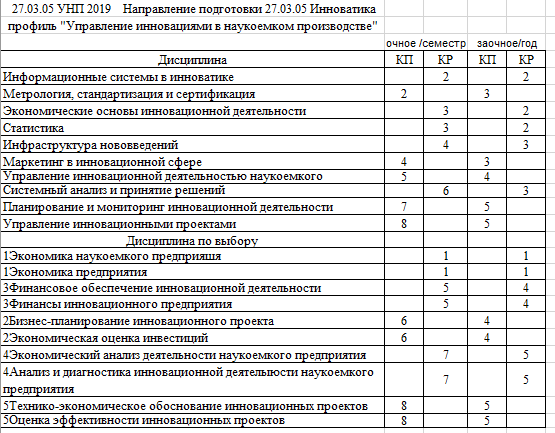 27.03.05 УНП 2019 Направление подготовки 27.03.05 Инноватика
профиль "Управление инновациями в наукоемком производстве"
очное /семестр заочное/год
Дисциплина КП КР КП КР
Информационные системы в инноватике 2 2
Метрология, стандартизация и сертификация 2 3
Экономические основы инновационной деятельности 3 2
Статистика 3 2
Инфраструктура нововведений 4 3
Маркетинг в инновационной сфере 4 3
Управление инновационной деятельностью наукоемкого 5 4
Системный анализ и принятие решений 6 3
Планирование и мониторинг инновационной деятельности 7 5
Управление инновационными проектами 8 5
Дисциплина по выбору
1Экономика наукоемкого предприяшя 1 1
1Экономика предприятия 1 1
3Финансовое обеспечение инновационной деятельности 5 4
3Финансы инновационного предприятия 5 4
2Бизнес-планирование инновационного проекта 6 4
2Экономическая оценка инвестиций 6 4
4Экономический анализ деятельности наукоемкого предприятия 7 5
4Анализ и диагностика инновационной деятельности наукоемкого
предприятия 7 5
5Технико-экономическое обоснование инновационных проектов 8 5
5Оценка эффективности инновационных проектов 8 5